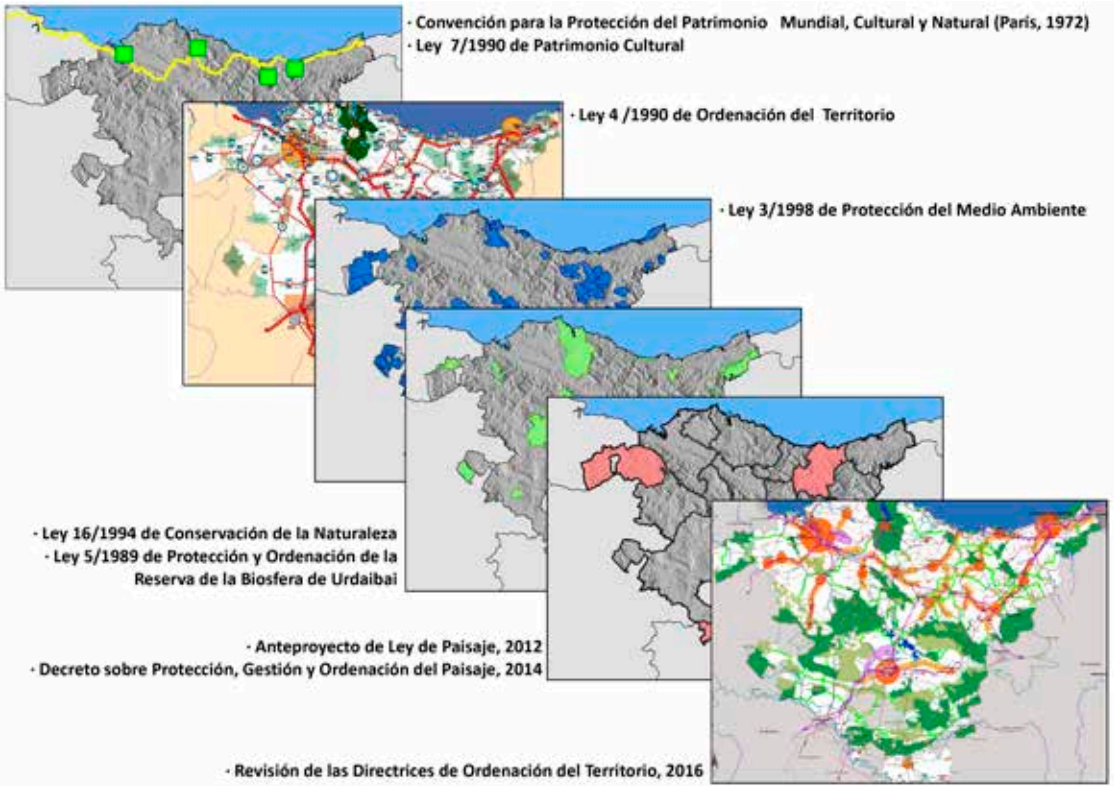 · Convención para la Protección del Patrimonio Mundial, Cultural y Natural (París, 1972)
· Ley 7/1990 de Patrimonio Cultural
· Ley 4 /1990 de Ordenación del Territorio
· Ley 3/1998 de Protección del Medio Ambiente
· Ley 16/1994 de Conservación de la Naturaleza
· Ley 5/1989 de Protección y Ordenación de la
Reserva de la Biosfera de Urdaibai
· Anteproyecto de Ley de Paisaje, 2012
· Decreto sobre Protección, Gestión y Ordenación del Paisaje, 2014
· Revisión de las Directrices de Ordenación del Territorio, 2016